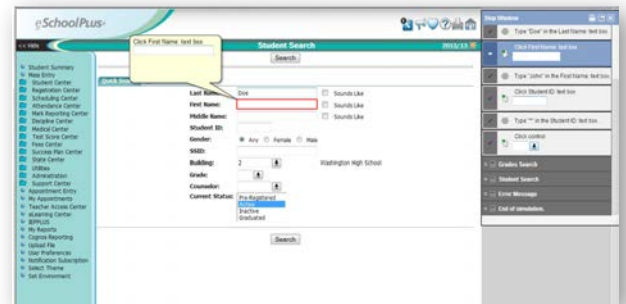 eSchoolPLUS+
<< Hide
Student Search
2012/13
Click First Name: text box
Search
Student Summary
Mass Entry
Student Center
Registration Center
Scheduling Center
Attendance Center
Mark Reporting Center
Discipline Center
Medical Center
Test Score Center
Fees Center
Success Plan Center
State Center
Utilities
Administration
Support Center
Appointment Entry
My Appointments
Teacher Access Center
eLearning Center
IEPPLUS
My Reports
Cognos Reporting
Upload File
User Preferences
Notification Subscription
Select Theme
Set Environment
Last Name: Doe Sounds Like
First Name: Sounds Like
Middle Name: Sounds Like
Student ID:
Gender: Any Female Male
SSID:
Building: 2 Washington High School
Grade:
Counselor:
Current Status: Pre-Registered
Active
Inactive
Graduated
Search
Step Window
Type "Doe" in the Last Name: text box
Click First Name: text box
Type "John" in the First Name: text box
Click Student ID: text box
Type "" in the Student ID: text box
Click control
Grades Search
Student Search
Error Message
End of simulation.